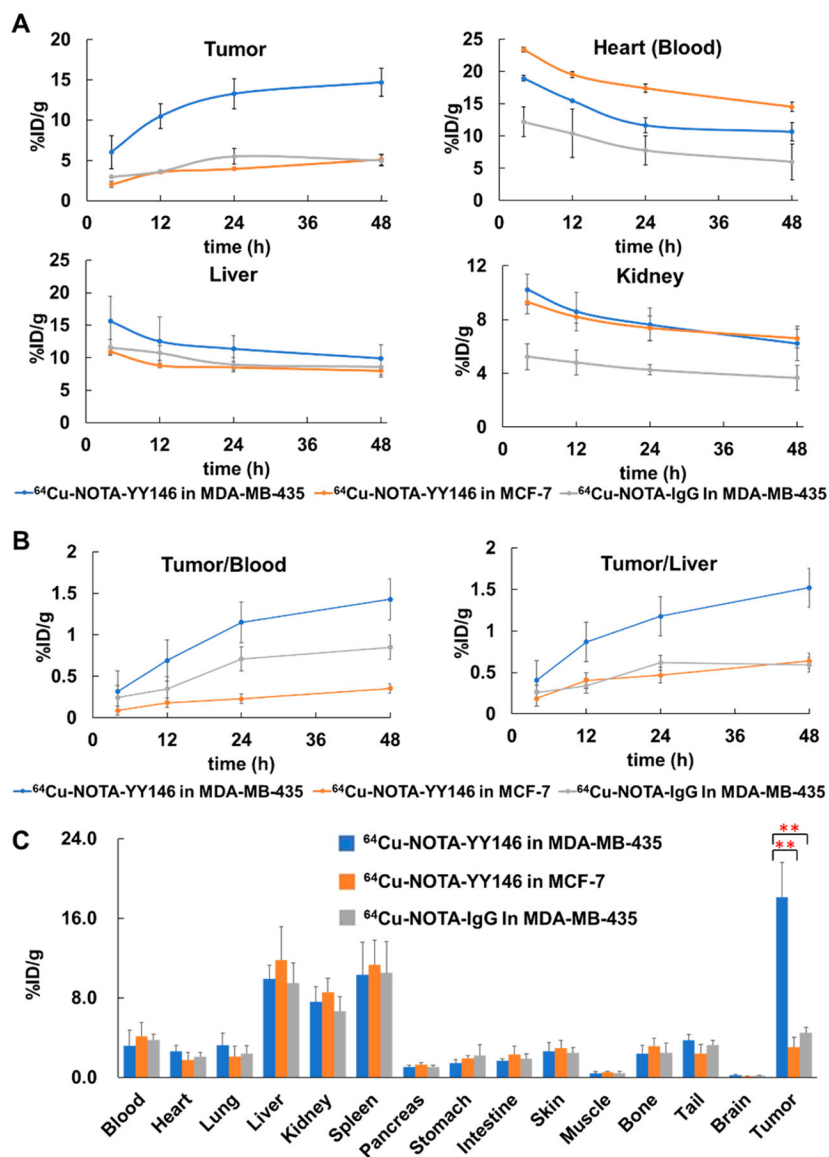 A
Tumor
Heart (Blood)
%ID/g
20
15
10
5
0
0 12 24 36 48
time (h)
%ID/g
25
20
15
10
5
0
0 12 24 36 48
time (h)
Liver
Kidney
%ID/g
25
20
15
10
5
0
0 12 24 36 48
time (h)
%ID/g
12
8
4
0
0 12 24 36 48
time (h)
⁶⁴Cu-NOTA-YY146 in MDA-MB-435 ⁶⁴Cu-NOTA-YY146 in MCF-7 ⁶⁴Cu-NOTA-IgG In MDA-MB-435
B
Tumor/Blood
Tumor/Liver
%ID/g
2
1.5
1
0.5
0
0 12 24 36 48
time (h)
%ID/g
2
1.5
1
0.5
0
0 12 24 36 48
time (h)
⁶⁴Cu-NOTA-YY146 in MDA-MB-435 ⁶⁴Cu-NOTA-YY146 in MCF-7 ⁶⁴Cu-NOTA-IgG In MDA-MB-435
C
⁶⁴Cu-NOTA-YY146 in MDA-MB-435
⁶⁴Cu-NOTA-YY146 in MCF-7
⁶⁴Cu-NOTA-IgG In MDA-MB-435
**
**
%ID/g
24.0
16.0
8.0
0.0
Blood Heart Lung Liver Kidney Spleen Pancreas Stomach Intestine Skin Muscle Bone Tail Brain Tumor